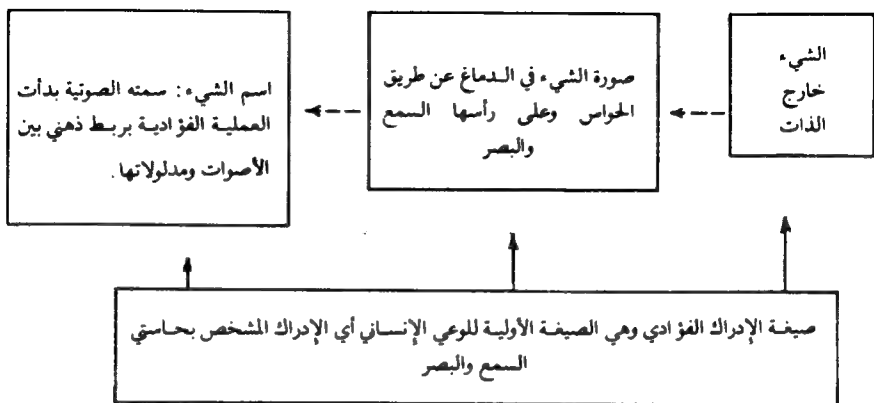 الشيء
خارج
الذات
صورة الشيء في الدماغ عن طريق
الحواس وعلى رأسها السمع
والبصر
اسم الشيء: سمته الصوتية بدأت
العملية الفؤادية بربط ذهني بين
الأصوات ومدلولاتها.
صيغة الإدراك الفؤادي وهي الصيغة الأولية للوعي الإنساني أي الإدراك المشخص بحاستي
السمع والبصر